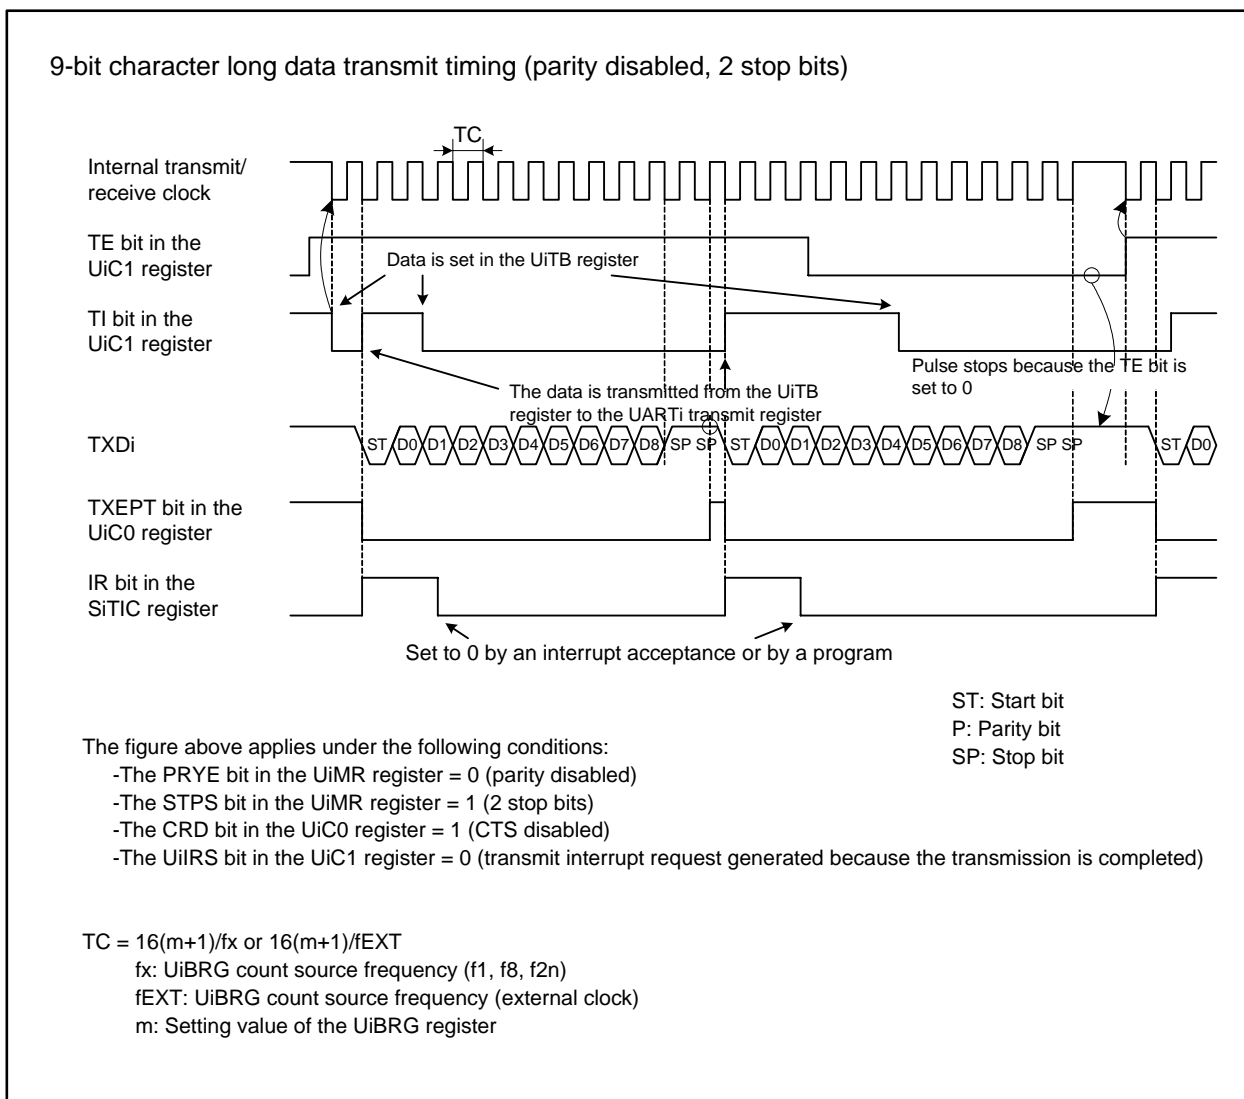 9-bit character long data transmit timing (parity disabled, 2 stop bits)
TC
Internal transmit/
receive clock
TE bit in the
UiC1 register
Data is set in the UiTB register
TI bit in the
UiC1 register
Pulse stops because the TE bit is
set to 0
The data is transmitted from the UiTB
register to the UARTi transmit register
TXDi
ST D0 D1 D2 D3 D4 D5 D6 D7 D8 SP SP ST D0 D1 D2 D3 D4 D5 D6 D7 D8 SP SP ST D0
TXEPT bit in the
UiC0 register
IR bit in the
SiTIC register
Set to 0 by an interrupt acceptance or by a program
ST: Start bit
P: Parity bit
SP: Stop bit
The figure above applies under the following conditions:
-The PRYE bit in the UiMR register = 0 (parity disabled)
-The STPS bit in the UiMR register = 1 (2 stop bits)
-The CRD bit in the UiC0 register = 1 (CTS disabled)
-The UiIRS bit in the UiC1 register = 0 (transmit interrupt request generated because the transmission is completed)
TC = 16(m+1)/fx or 16(m+1)/fEXT
fx: UiBRG count source frequency (f1, f8, f2n)
fEXT: UiBRG count source frequency (external clock)
m: Setting value of the UiBRG register